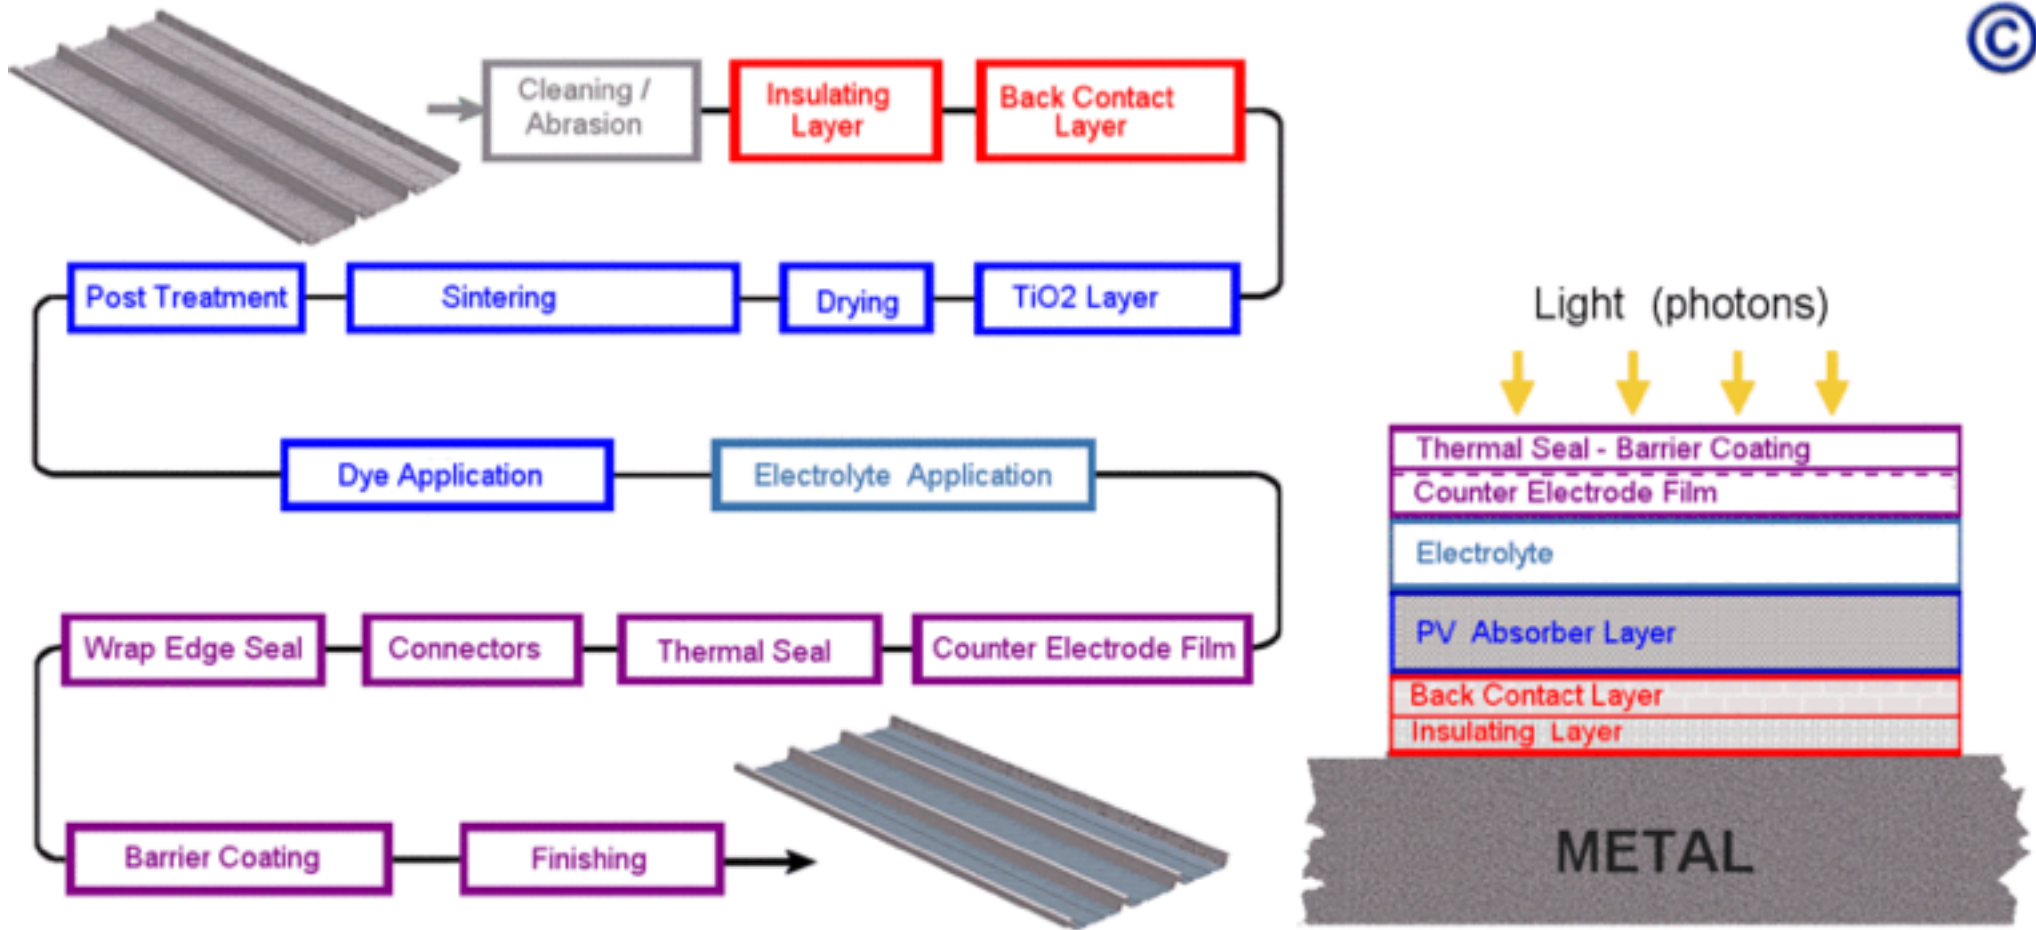 ©
Cleaning /
Abrasion
Insulating
Layer
Back Contact
Layer
TiO2 Layer
Drying
Sintering
Post Treatment
Dye Application
Electrolyte Application
Counter Electrode Film
Thermal Seal
Connectors
Wrap Edge Seal
Barrier Coating
Finishing
Light (photons)
Thermal Seal - Barrier Coating
Counter Electrode Film
Electrolyte
PV Absorber Layer
Back Contact Layer
Insulating Layer
METAL